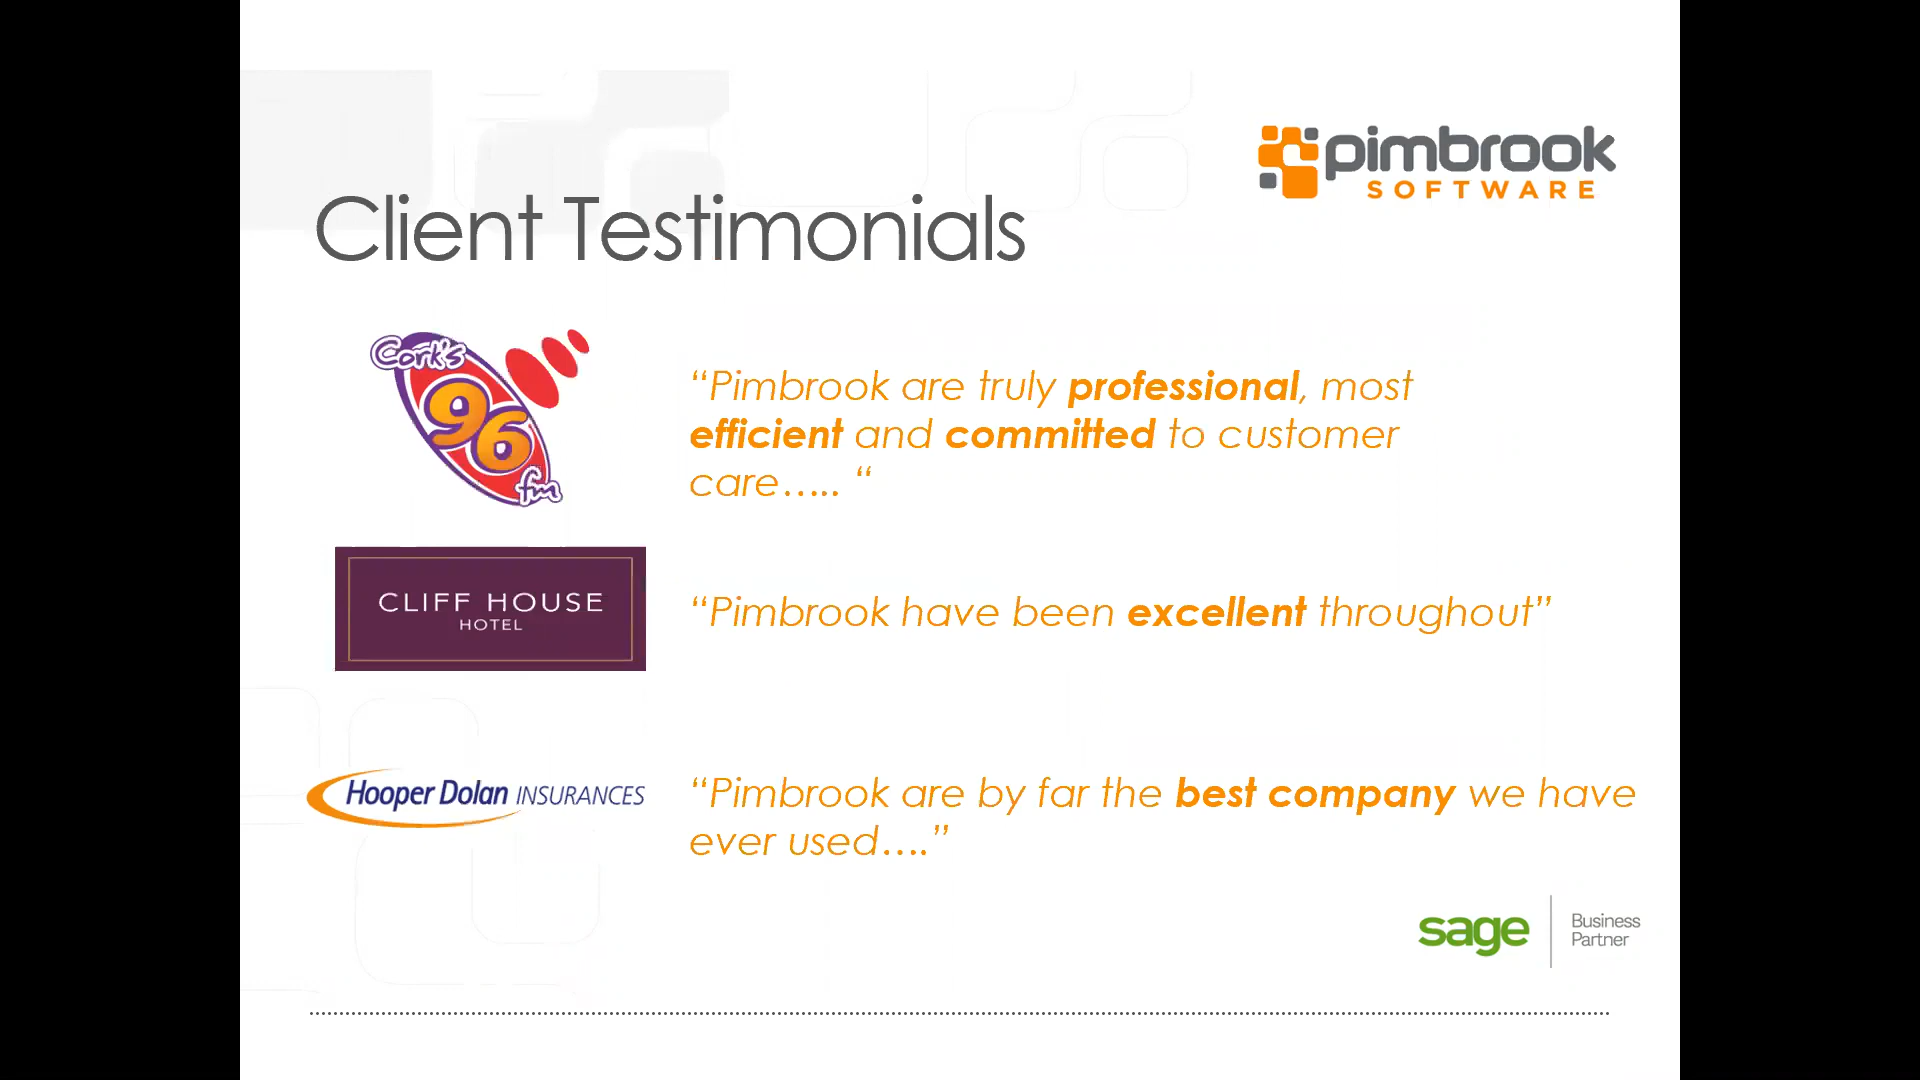 pimbrook
SOFTWARE
Client Testimonials
Cork's
96
fm
“Pimbrook are truly professional, most
efficient and committed to customer
care….. “
CLIFF HOUSE
HOTEL
“Pimbrook have been excellent throughout”
Hooper Dolan INSURANCES
“Pimbrook are by far the best company we have
ever used….”
sage
Business
Partner